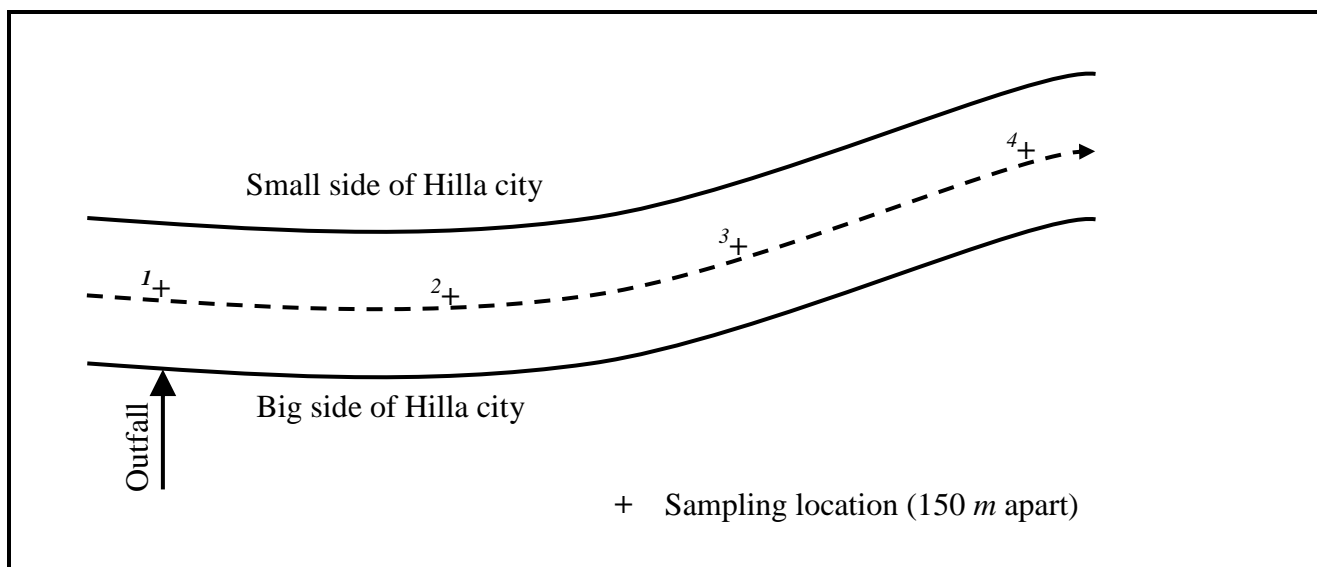 4+
Small side of Hilla city
3+
1+
2+
Big side of Hilla city
Outfall
+ Sampling location (150 m apart)